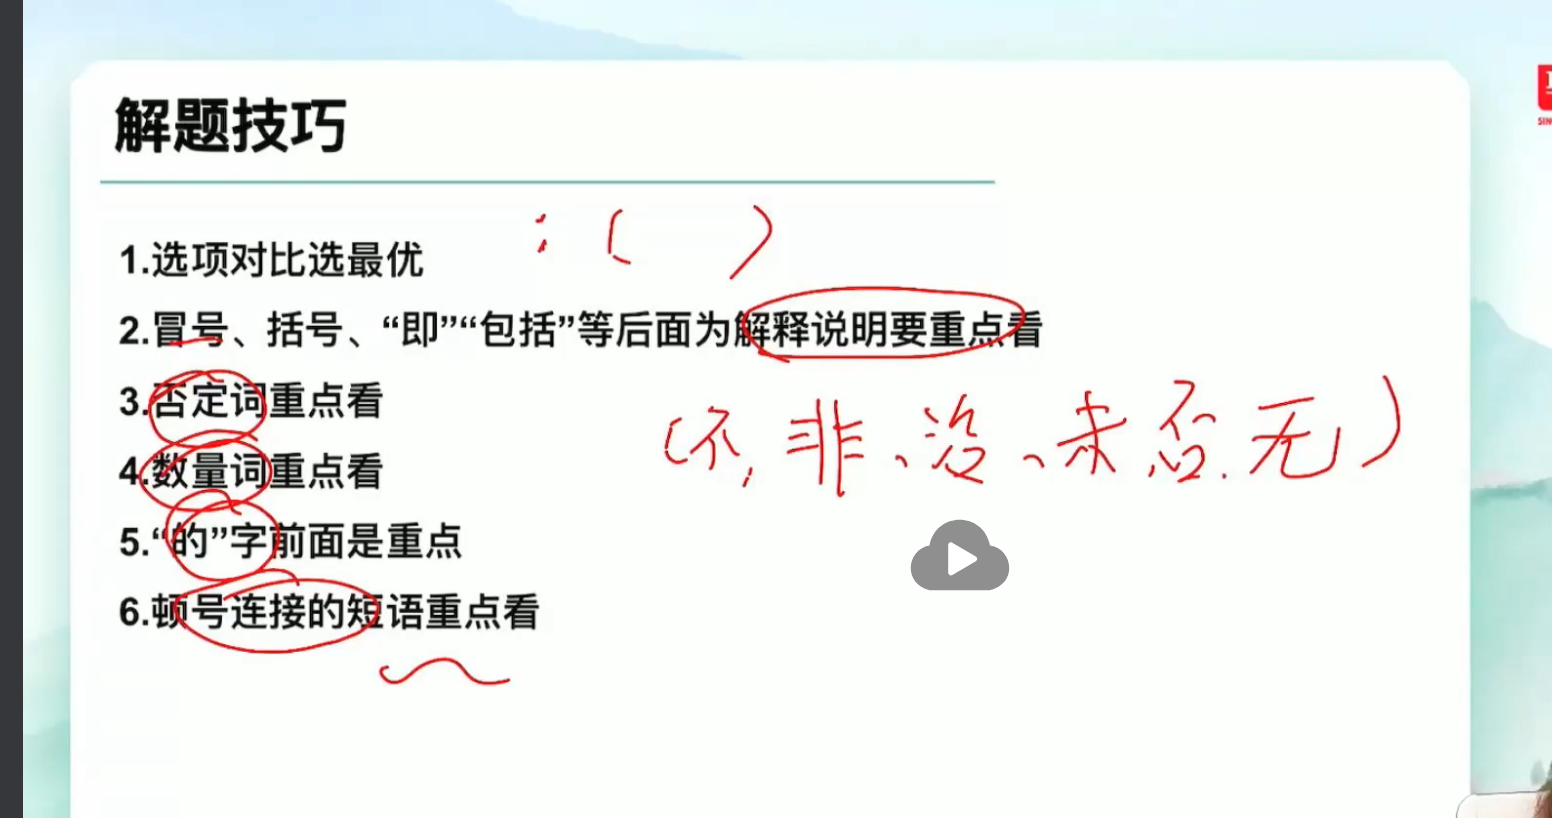 解题技巧
：（ ）
1.选项对比选最优
2.冒号、括号、“即”“包括”等后面为解释说明要重点看
3.否定词重点看
（不，非、没、未否.无）
4.数量词重点看
5.“的”字前面是重点
6.顿号连接的短语重点看